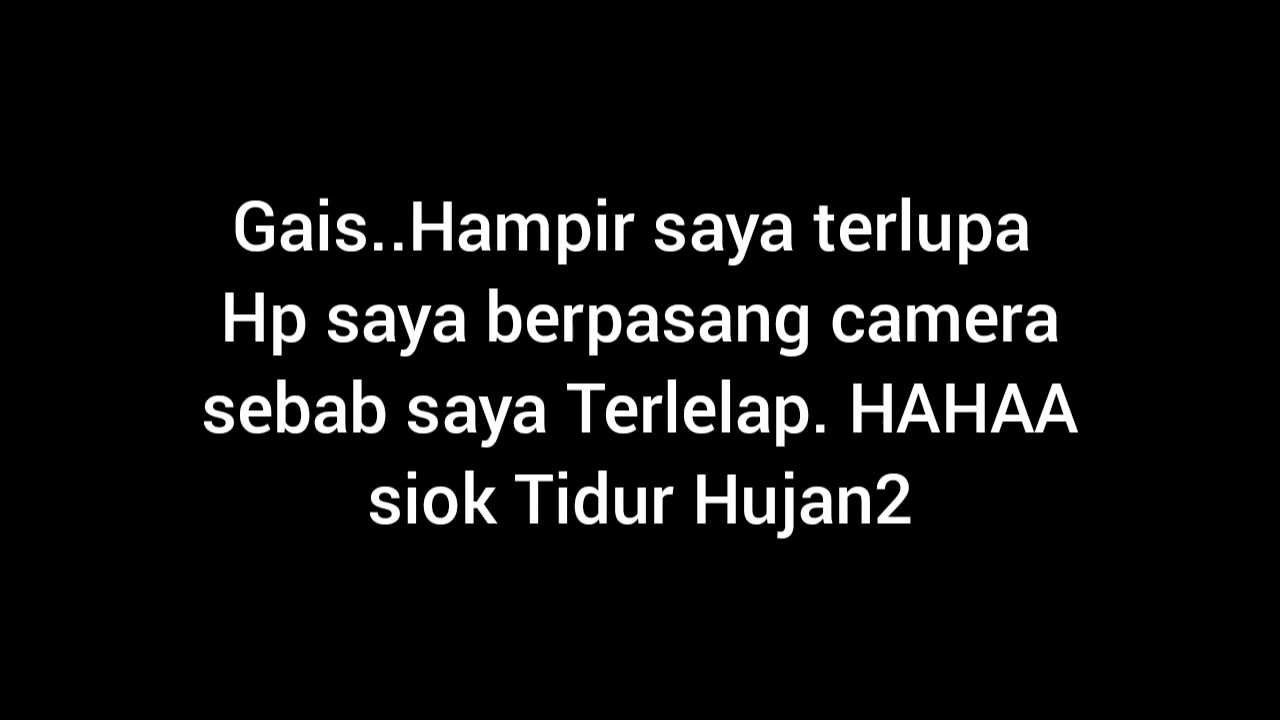 Gais..Hampir saya terlupa
Hp saya berpasang camera
sebab saya Terlelap. HAHAA
siok Tidur Hujan2